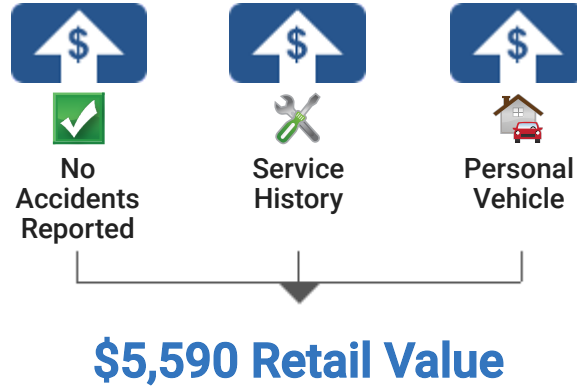 $ $ $
No Accidents Reported
Service History
Personal Vehicle
$5,590 Retail Value